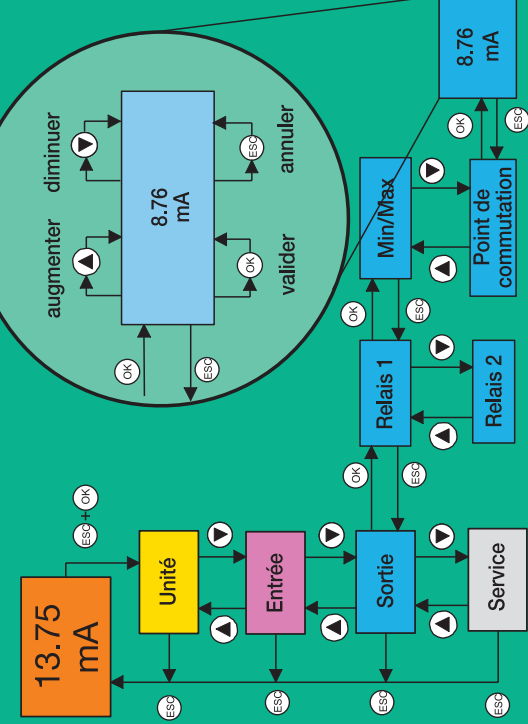 13.75
mA
ESC + OK
Unité
Entrée
Sortie
Service
ESC
ESC
ESC
ESC
OK
ESC
Relais 1
Relais 2
OK
ESC
Min/Max
Point de
commutation
OK
ESC
8.76
mA
augmenter
diminuer
OK
ESC
8.76
mA
OK
ESC
valider
annuler